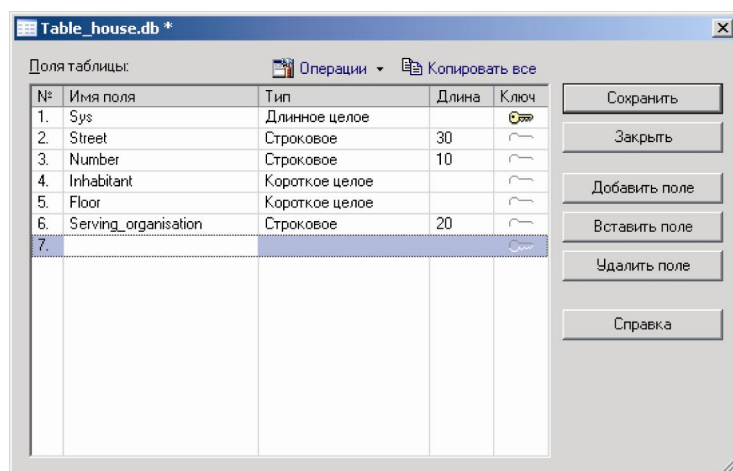 Table_house.db *
Поля таблицы: Операции Копировать все
№ Имя поля Тип Длина Ключ
1. Sys Длинное целое
2. Street Строковое 30
3. Number Строковое 10
4. Inhabitant Короткое целое
5. Floor Короткое целое
6. Serving_organisation Строковое 20
7.
Сохранить
Закрыть
Добавить поле
Вставить поле
Удалить поле
Справка